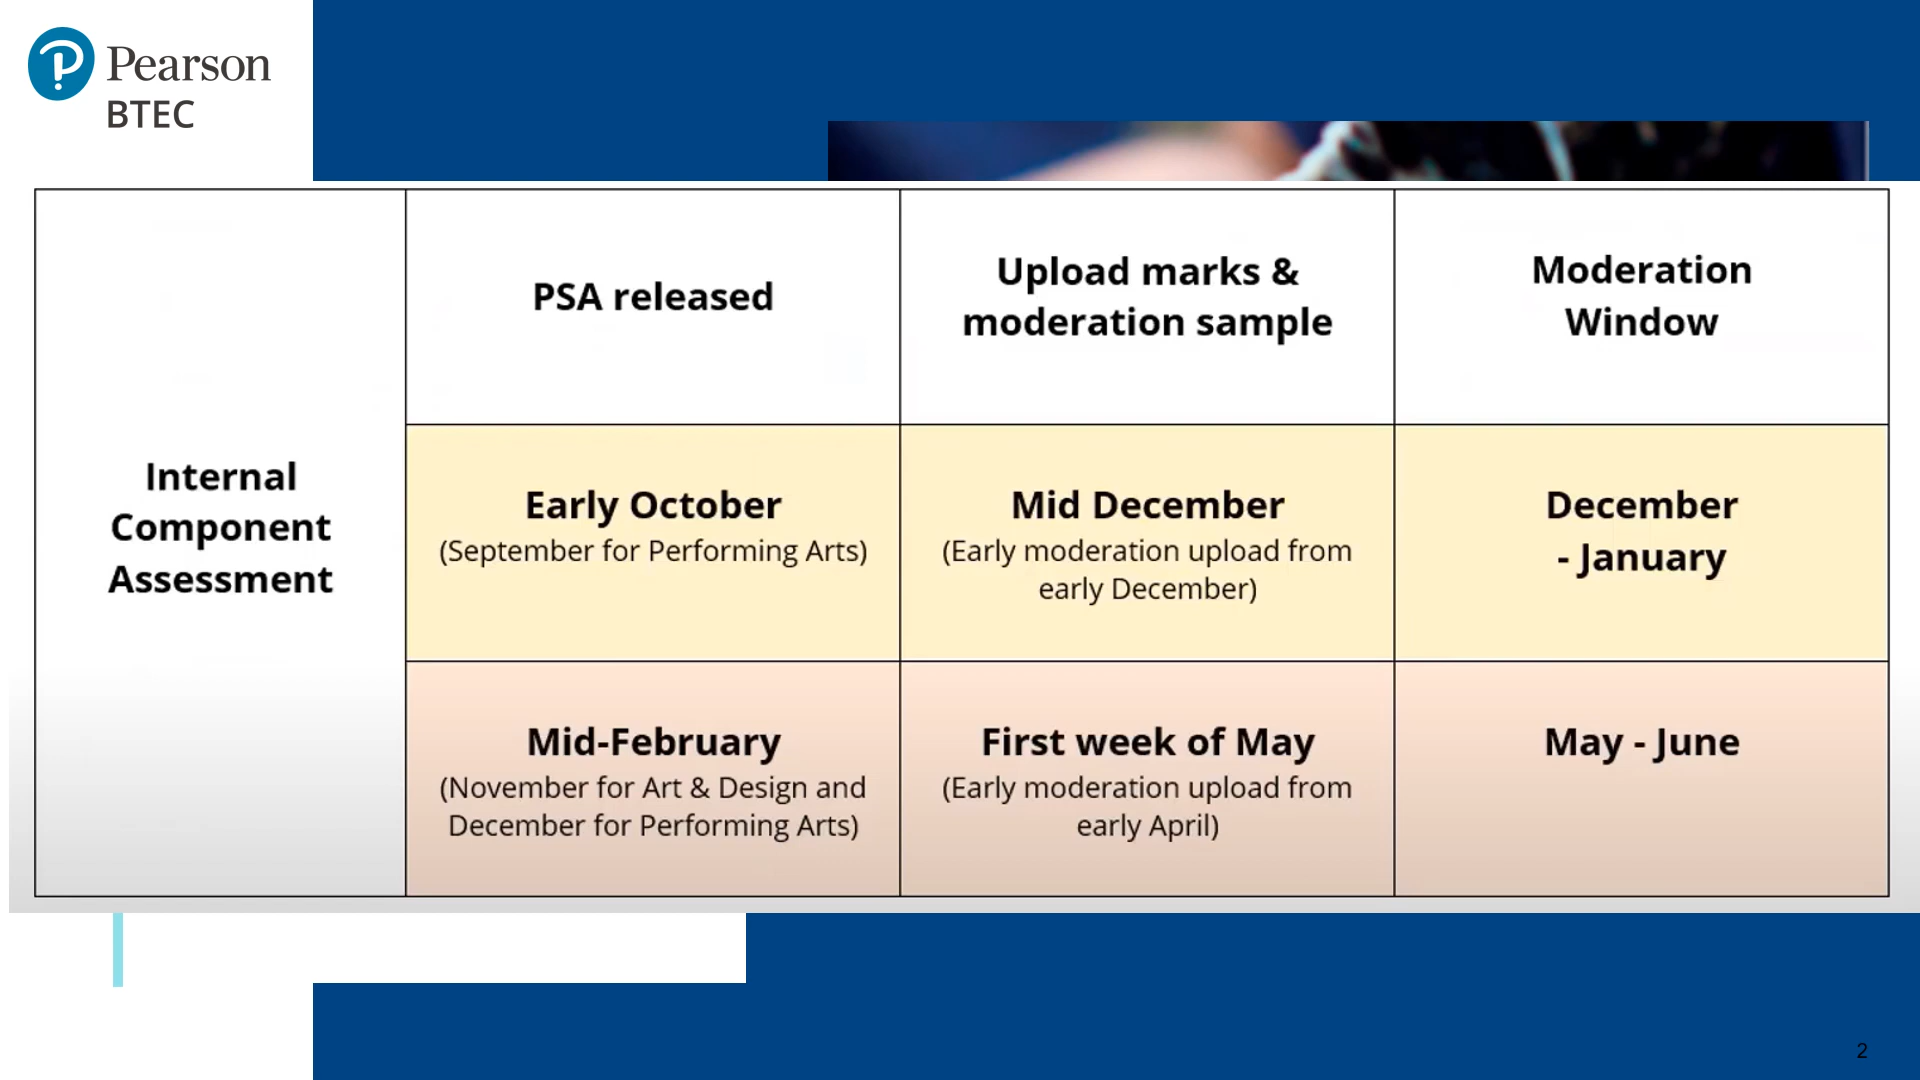 Pearson
BTEC
PSA released
Upload marks &
moderation sample
Moderation
Window
Internal
Component
Assessment
Early October
(September for Performing Arts)
Mid December
(Early moderation upload from
early December)
December
- January
Mid-February
(November for Art & Design and
December for Performing Arts)
First week of May
(Early moderation upload from
early April)
May - June
2